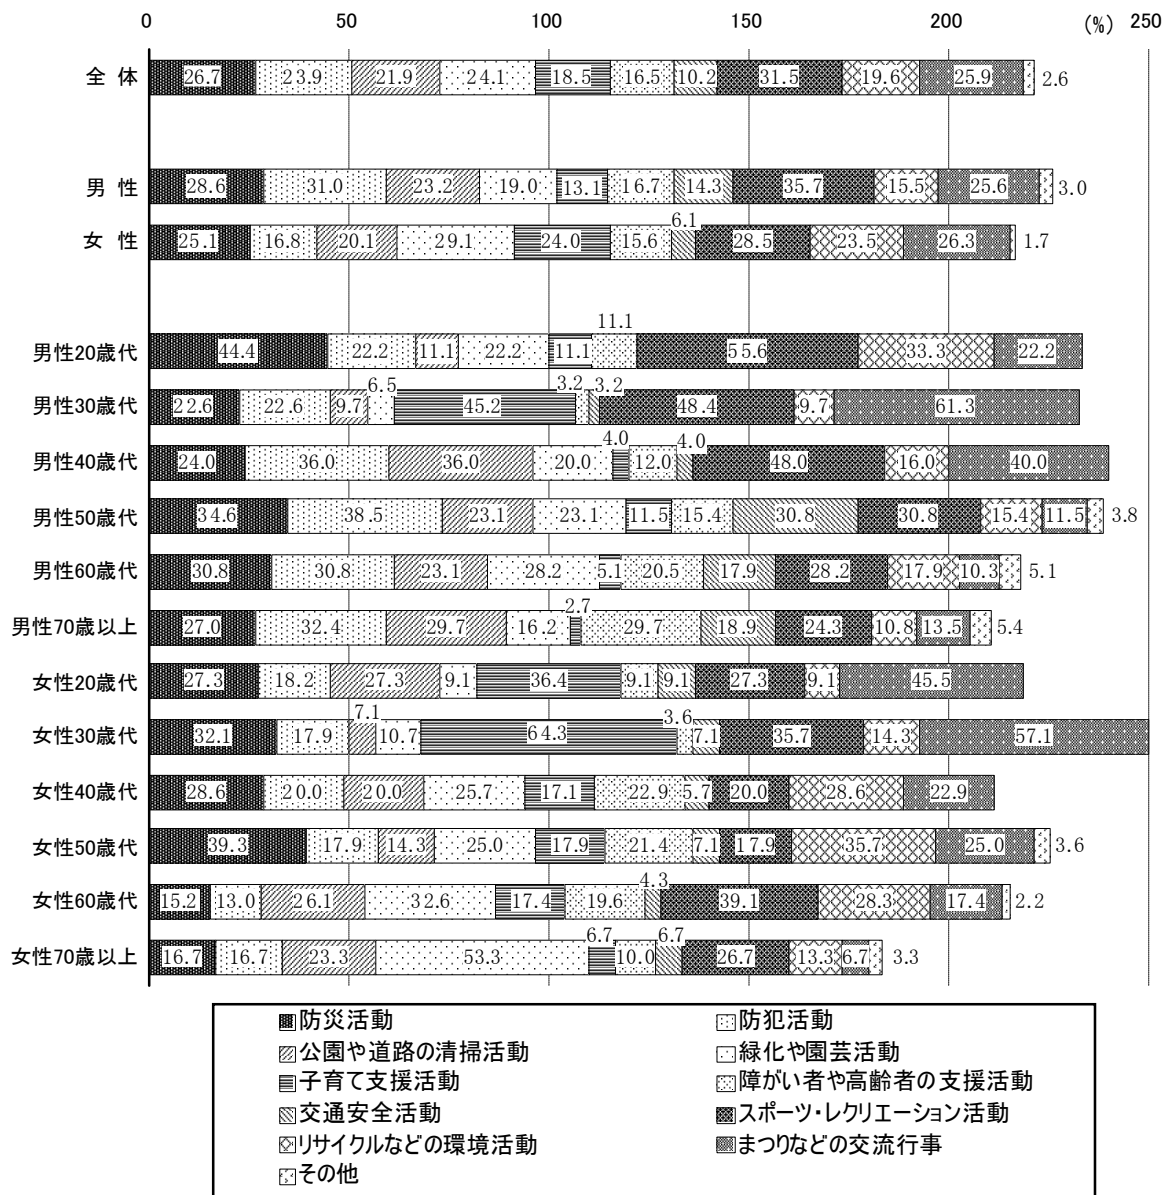 0 50 100 150 200 250
(%)
全 体 26.7 23.9 21.9 24.1 18.5 16.5 10.2 31.5 19.6 25.9 2.6
男 性 28.6 31.0 23.2 19.0 13.1 16.7 14.3 35.7 15.5 25.6 3.0
女 性 25.1 16.8 20.1 29.1 24.0 15.6 6.1 28.5 23.5 26.3 1.7
男性20歳代 44.4 22.2 11.1 22.2 11.1 11.1 55.6 33.3 22.2
男性30歳代 22.6 22.6 9.7 6.5 45.2 3.2 3.2 48.4 9.7 61.3
男性40歳代 24.0 36.0 36.0 20.0 4.0 12.0 4.0 48.0 16.0 40.0
男性50歳代 34.6 38.5 23.1 23.1 11.5 15.4 30.8 30.8 15.4 11.5 3.8
男性60歳代 30.8 30.8 23.1 28.2 5.1 20.5 17.9 28.2 17.9 10.3 5.1
男性70歳以上 27.0 32.4 29.7 16.2 2.7 29.7 18.9 24.3 10.8 13.5 5.4
女性20歳代 27.3 18.2 27.3 9.1 36.4 9.1 9.1 27.3 9.1 45.5
女性30歳代 32.1 17.9 7.1 10.7 64.3 3.6 7.1 35.7 14.3 57.1
女性40歳代 28.6 20.0 20.0 25.7 17.1 22.9 5.7 20.0 28.6 22.9
女性50歳代 39.3 17.9 14.3 25.0 17.9 21.4 7.1 17.9 35.7 25.0 3.6
女性60歳代 15.2 13.0 26.1 32.6 17.4 19.6 4.3 39.1 28.3 17.4 2.2
女性70歳以上 16.7 16.7 23.3 53.3 6.7 10.0 6.7 26.7 13.3 6.7 3.3
防災活動 防犯活動
公園や道路の清掃活動 緑化や園芸活動
子育て支援活動 障がい者や高齢者の支援活動
交通安全活動 スポーツ・レクリエーション活動
リサイクルなどの環境活動 まつりなどの交流行事
その他